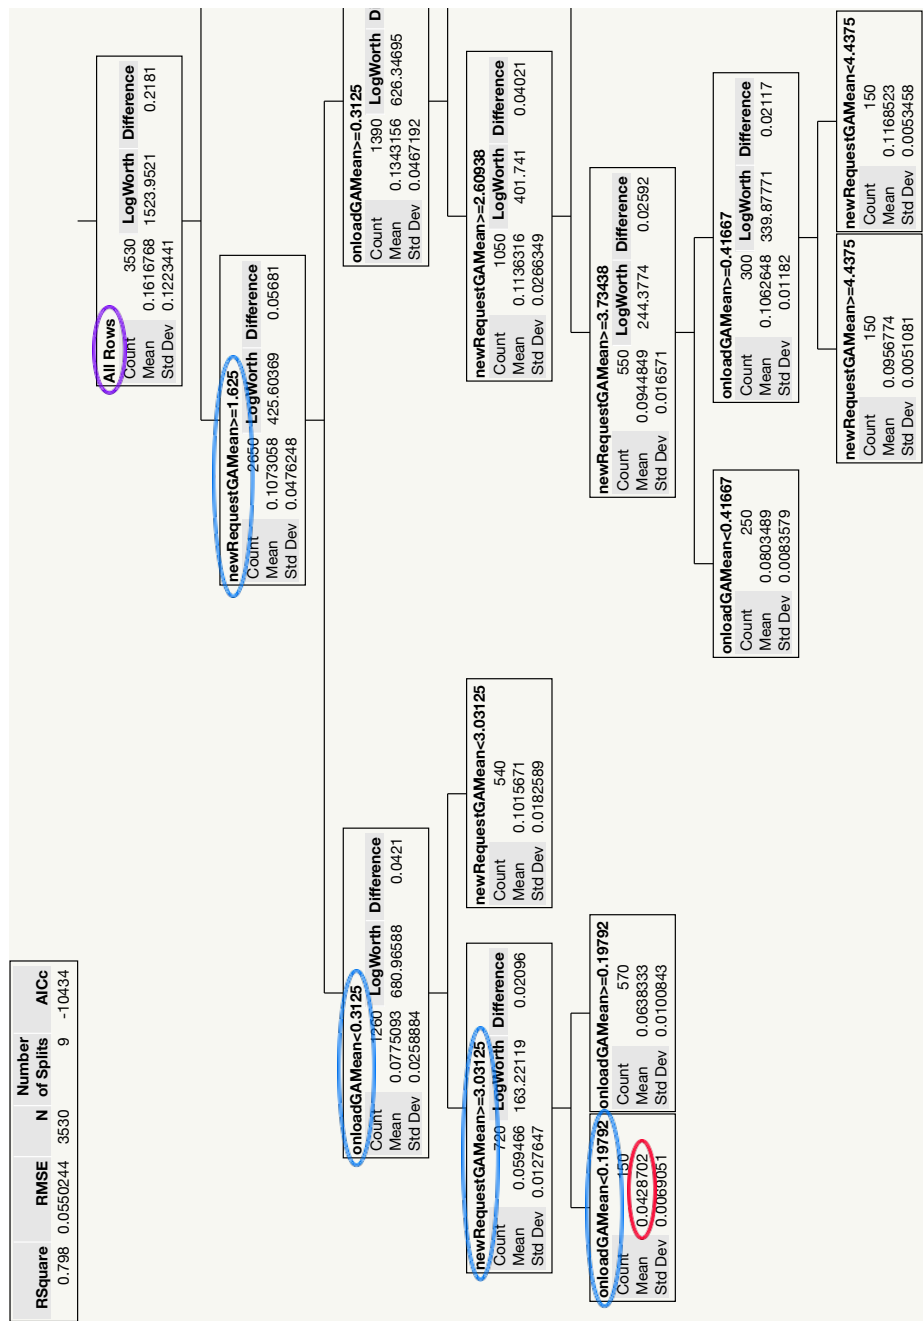 RSquare RMSE N Number of Splits AICc
0.798 0.0550244 3530 9 -10434
All Rows
Count 3530 LogWorth Difference
Mean 0.1616768 1523.9521 0.2181
Std Dev 0.1223441
newRequestGAMean>=1.625
Count 2650 LogWorth Difference
Mean 0.1073058 425.60369 0.05681
Std Dev 0.0476248
onloadGAMean<0.3125
Count 1260 LogWorth Difference
Mean 0.0775093 680.96588 0.0421
Std Dev 0.0258884
onloadGAMean>=0.3125
Count 1390 LogWorth D
Mean 0.1343156 626.34695
Std Dev 0.0467192
newRequestGAMean>=3.03125
Count 720 LogWorth Difference
Mean 0.059466 163.22119 0.02096
Std Dev 0.0127647
newRequestGAMean<3.03125
Count 540
Mean 0.1015671
Std Dev 0.0182589
newRequestGAMean>=2.60938
Count 1050 LogWorth Difference
Mean 0.1136316 401.741 0.04021
Std Dev 0.0266349
onloadGAMean<0.19792
Count 150
Mean 0.0428702
Std Dev 0.0069051
onloadGAMean>=0.19792
Count 570
Mean 0.0638333
Std Dev 0.0100843
newRequestGAMean>=3.73438
Count 550 LogWorth Difference
Mean 0.0944849 244.3774 0.02592
Std Dev 0.016571
onloadGAMean<0.41667
Count 250
Mean 0.0803489
Std Dev 0.0083579
onloadGAMean>=0.41667
Count 300 LogWorth Difference
Mean 0.1062648 339.87771 0.02117
Std Dev 0.01182
newRequestGAMean>=4.4375
Count 150
Mean 0.0956774
Std Dev 0.0051081
newRequestGAMean<4.4375
Count 150
Mean 0.1168523
Std Dev 0.0053458